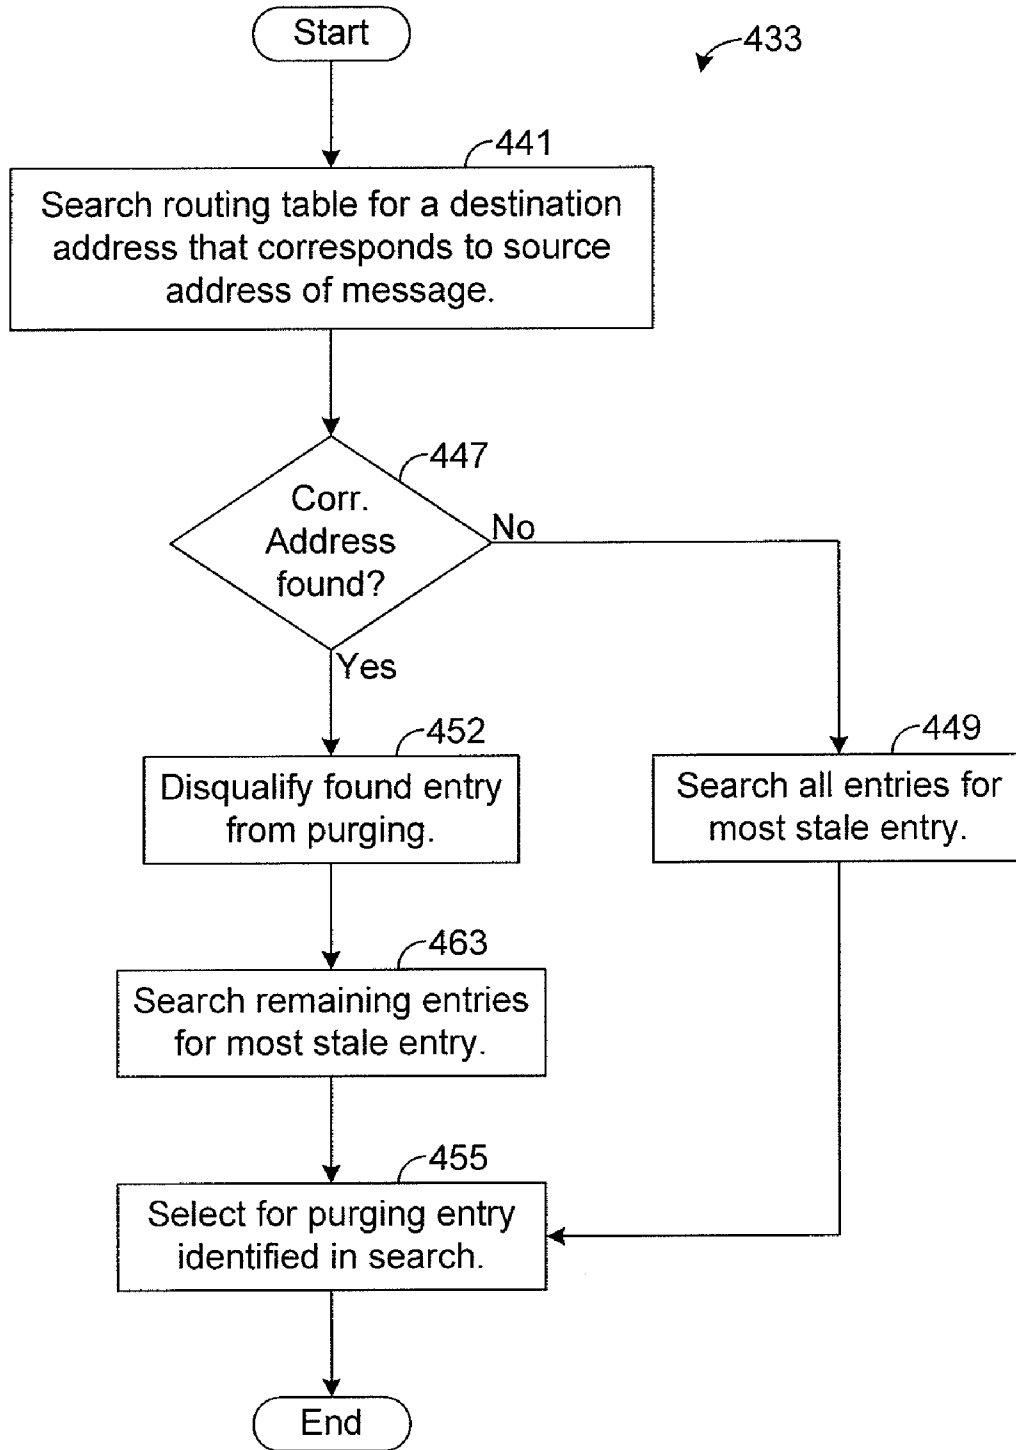 Start
433
441
Search routing table for a destination
address that corresponds to source
address of message.
447
Corr.
Address
found?
No
Yes
452
Disqualify found entry
from purging.
449
Search all entries for
most stale entry.
463
Search remaining entries
for most stale entry.
455
Select for purging entry
identified in search.
End